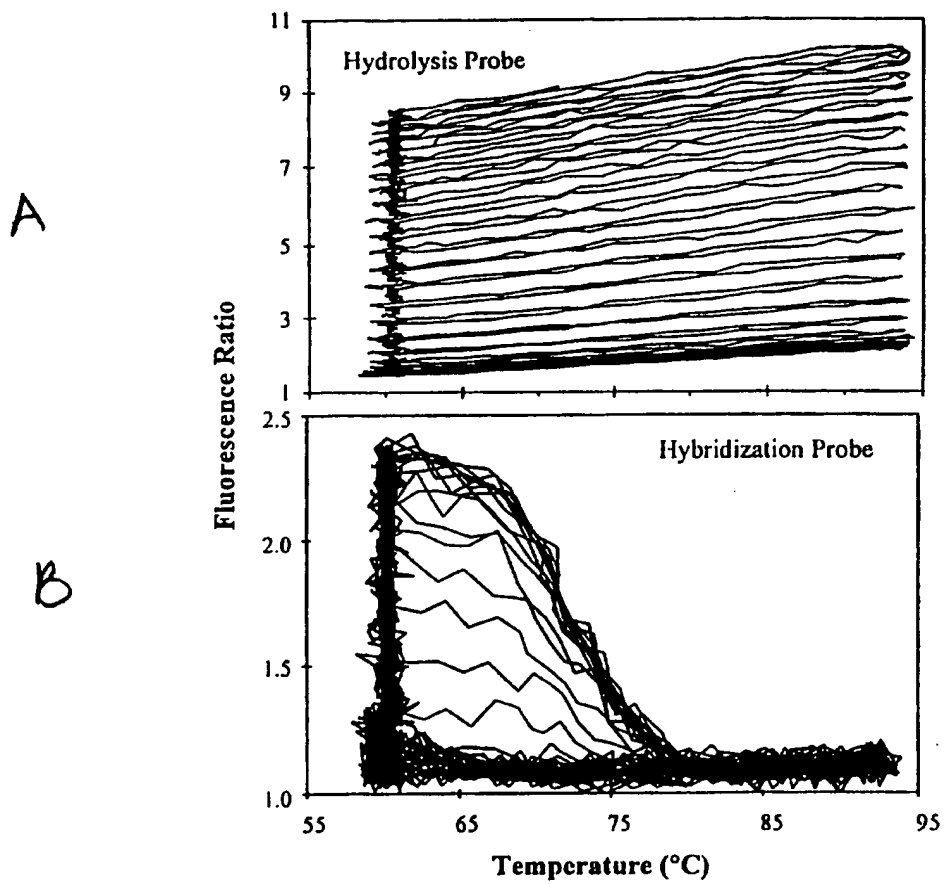 A
Hydrolysis Probe
11
9
7
5
3
1
Fluorescence Ratio
B
Hybridization Probe
2.5
2.0
1.5
1.0
55
65
75
85
95
Temperature (°C)